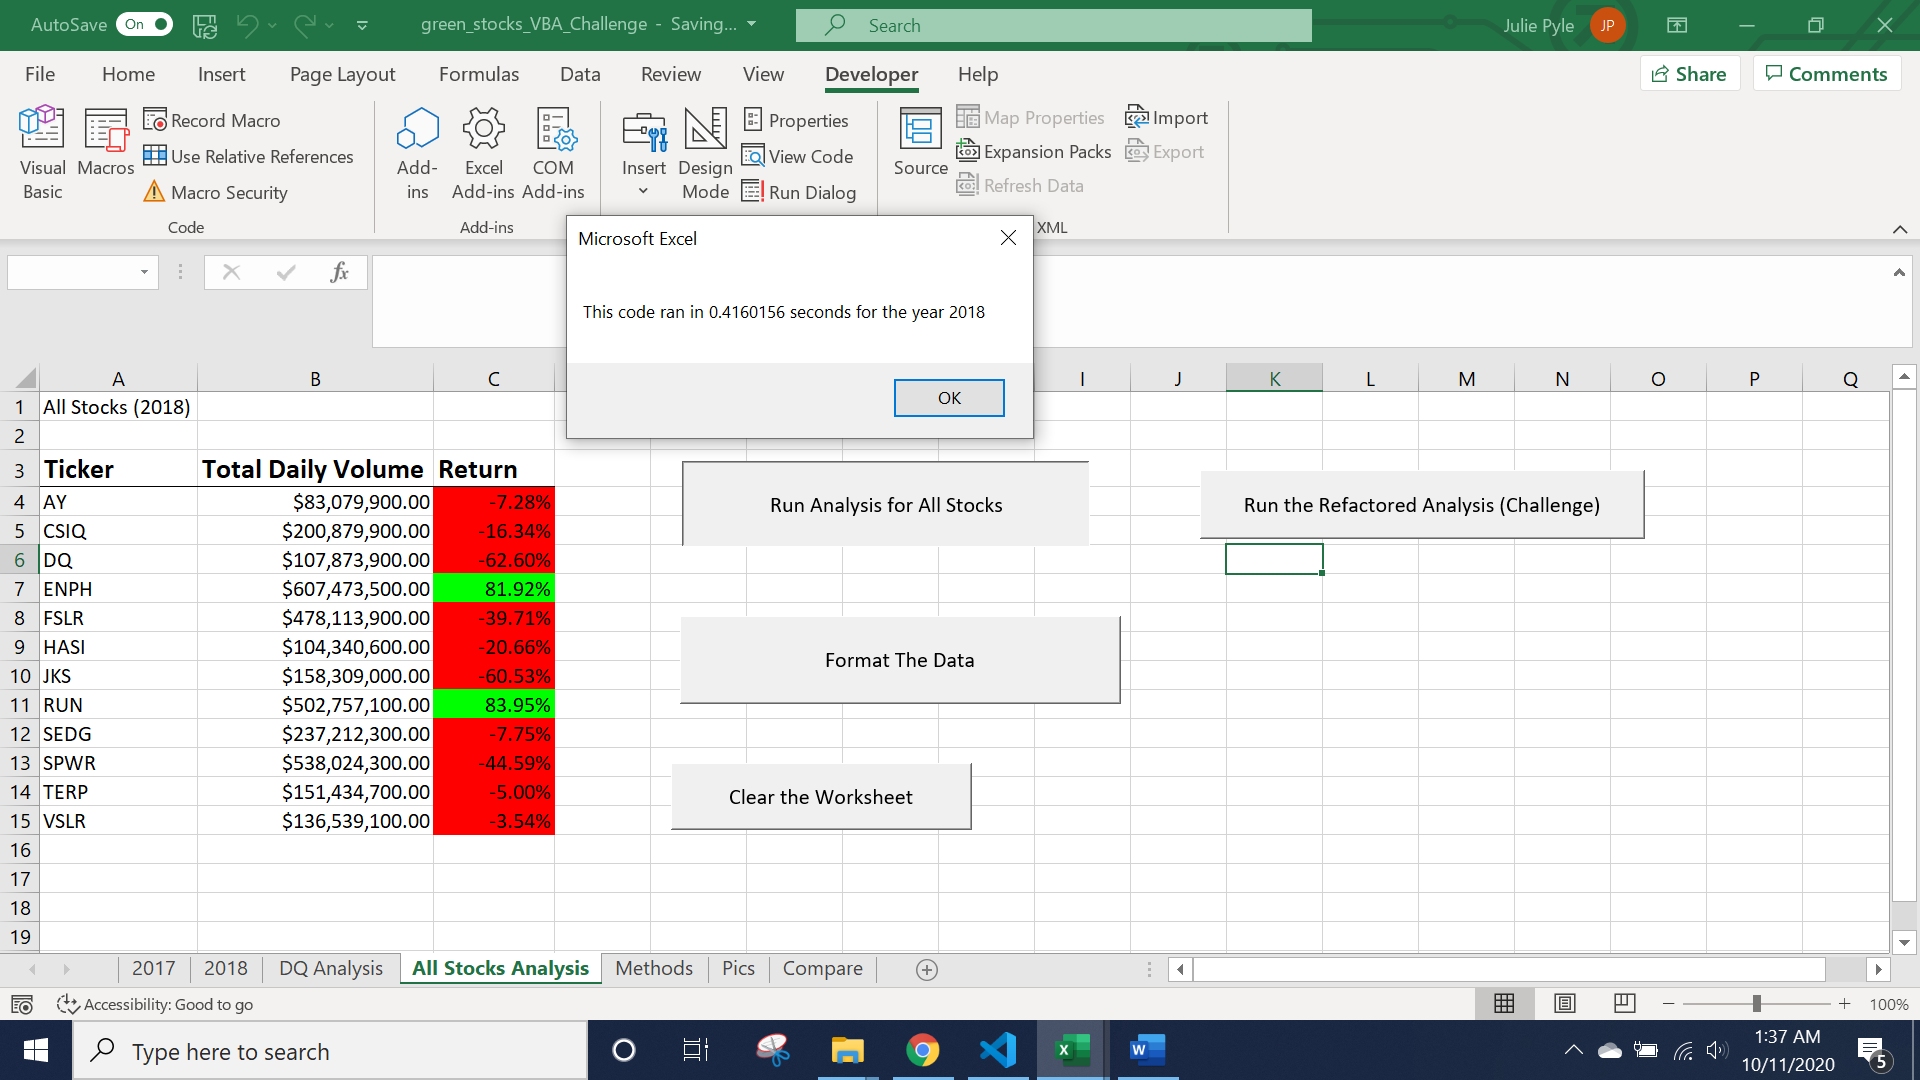 AutoSave On green_stocks_VBA_Challenge - Saving... Search Julie Pyle JP
File Home Insert Page Layout Formulas Data Review View Developer Help Share Comments
Visual Basic
Macros
Record Macro
Use Relative References
Macro Security
Code
Add-ins
Excel Add-ins
COM Add-ins
Add-ins
Insert
Design Mode
Properties
View Code
Run Dialog
Source
Map Properties
Expansion Packs
Refresh Data
Import
Export
XML
Microsoft Excel
This code ran in 0.4160156 seconds for the year 2018
OK
fx
A B C I J K L M N O P Q
1 All Stocks (2018)
2
3 Ticker Total Daily Volume Return
4 AY $83,079,900.00 -7.28%
5 CSIQ $200,879,900.00 -16.34%
6 DQ $107,873,900.00 -62.60%
7 ENPH $607,473,500.00 81.92%
8 FSLR $478,113,900.00 -39.71%
9 HASI $104,340,600.00 -20.66%
10 JKS $158,309,000.00 -60.53%
11 RUN $502,757,100.00 83.95%
12 SEDG $237,212,300.00 -7.75%
13 SPWR $538,024,300.00 -44.59%
14 TERP $151,434,700.00 -5.00%
15 VSLR $136,539,100.00 -3.54%
16
17
18
19
Run Analysis for All Stocks
Run the Refactored Analysis (Challenge)
Format The Data
Clear the Worksheet
2017 2018 DQ Analysis All Stocks Analysis Methods Pics Compare
Accessibility: Good to go 100%
Type here to search
1:37 AM
10/11/2020
5